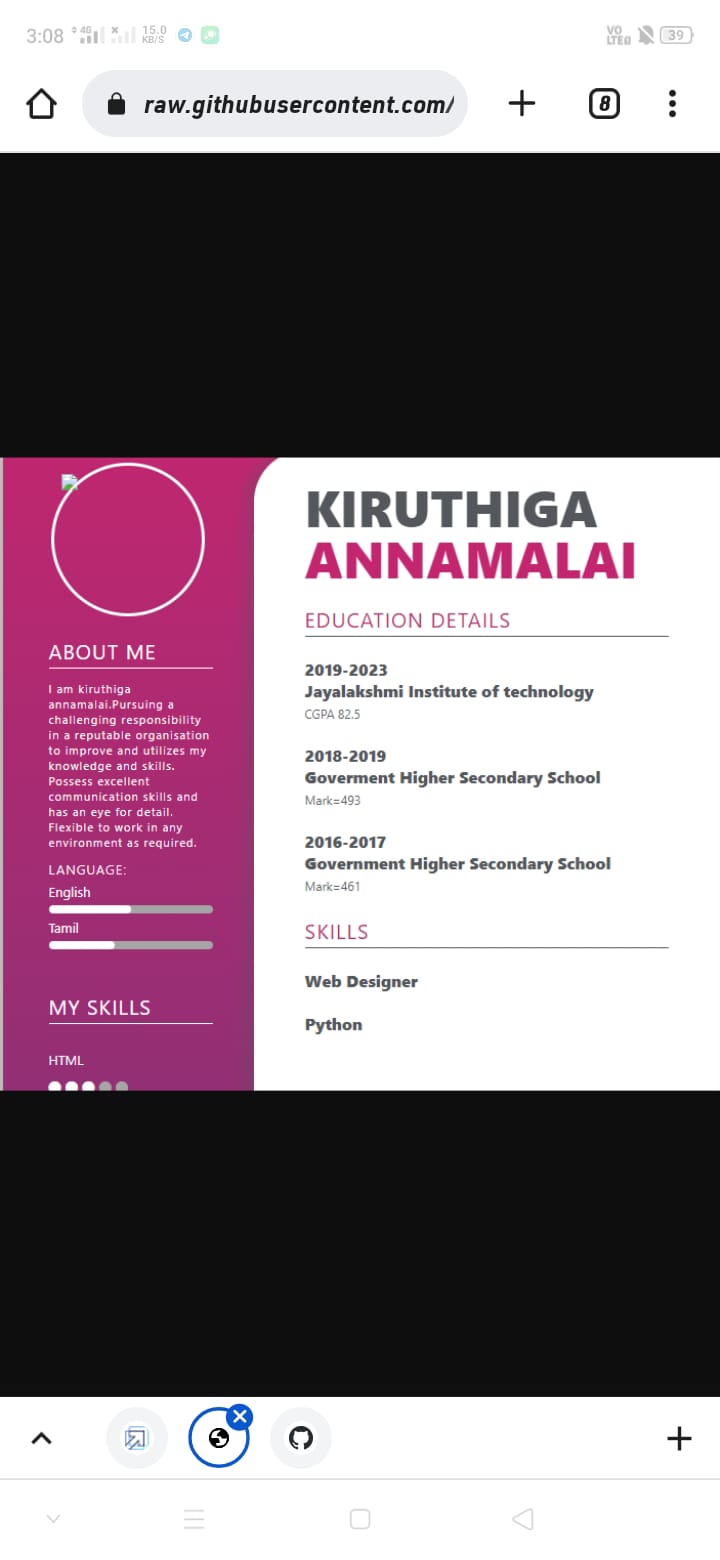 3:08 4G 15.0 KB/S VO LTE 39
raw.githubusercontent.com/
8
KIRUTHIGA
ANNAMALAI
ABOUT ME
I am kiruthiga
annamalai.Pursuing a
challenging responsibility
in a reputable organisation
to improve and utilizes my
knowledge and skills.
Possess excellent
communication skills and
has an eye for detail.
Flexible to work in any
environment as required.
LANGUAGE:
English
Tamil
MY SKILLS
HTML
EDUCATION DETAILS
2019-2023
Jayalakshmi Institute of technology
CGPA 82.5
2018-2019
Goverment Higher Secondary School
Mark=493
2016-2017
Government Higher Secondary School
Mark=461
SKILLS
Web Designer
Python